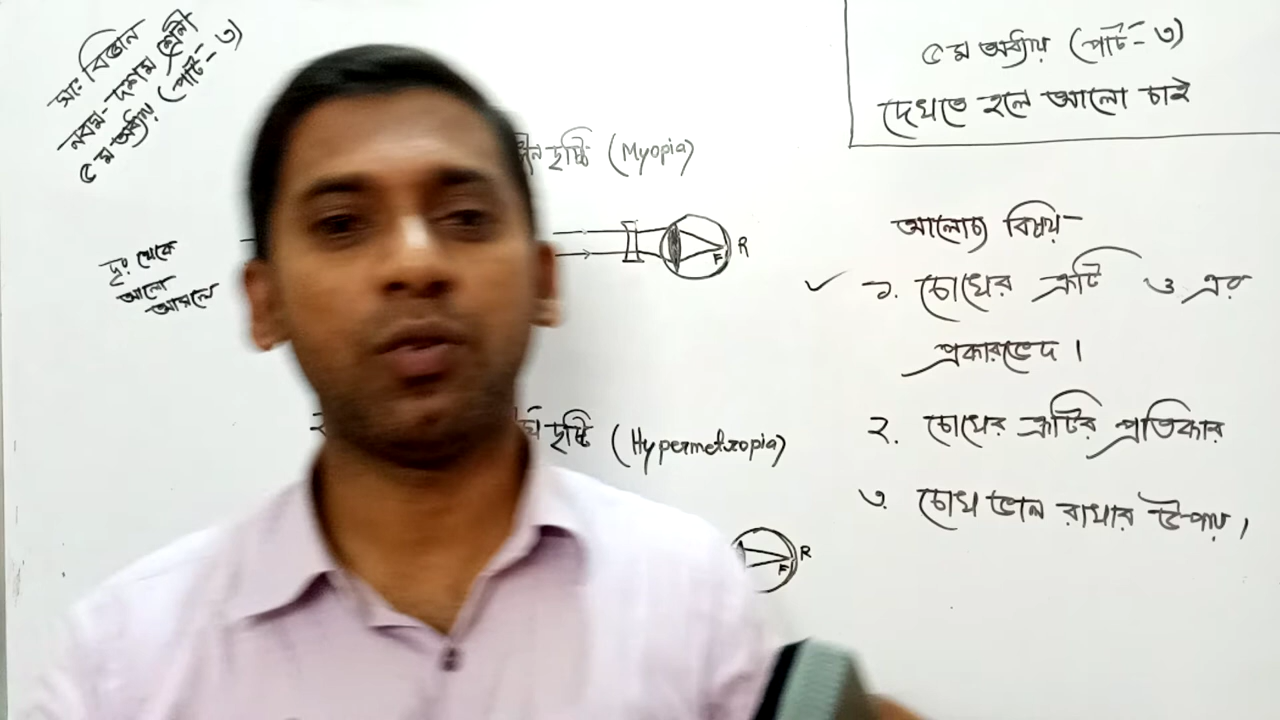 সাঃ বিজ্ঞান
নবম-দশম শ্রেনী
৫ম অধ্যায় (পার্ট-৩)
৫ম অধ্যায় (পার্ট-৩)
দেখতে হলে আলো চাই
দৃষ্টি (Myopia)
R
F
দূর থেকে
আলো
আসলে
আলোচ্য বিষয়-
১. চোখের ত্রুটি ও এর
প্রকারভেদ।
২. চোখের ত্রুটির প্রতিকার
৩. চোখ ভাল রাখার উপায়।
২
দৃষ্টি (Hypermetropia)
R
F